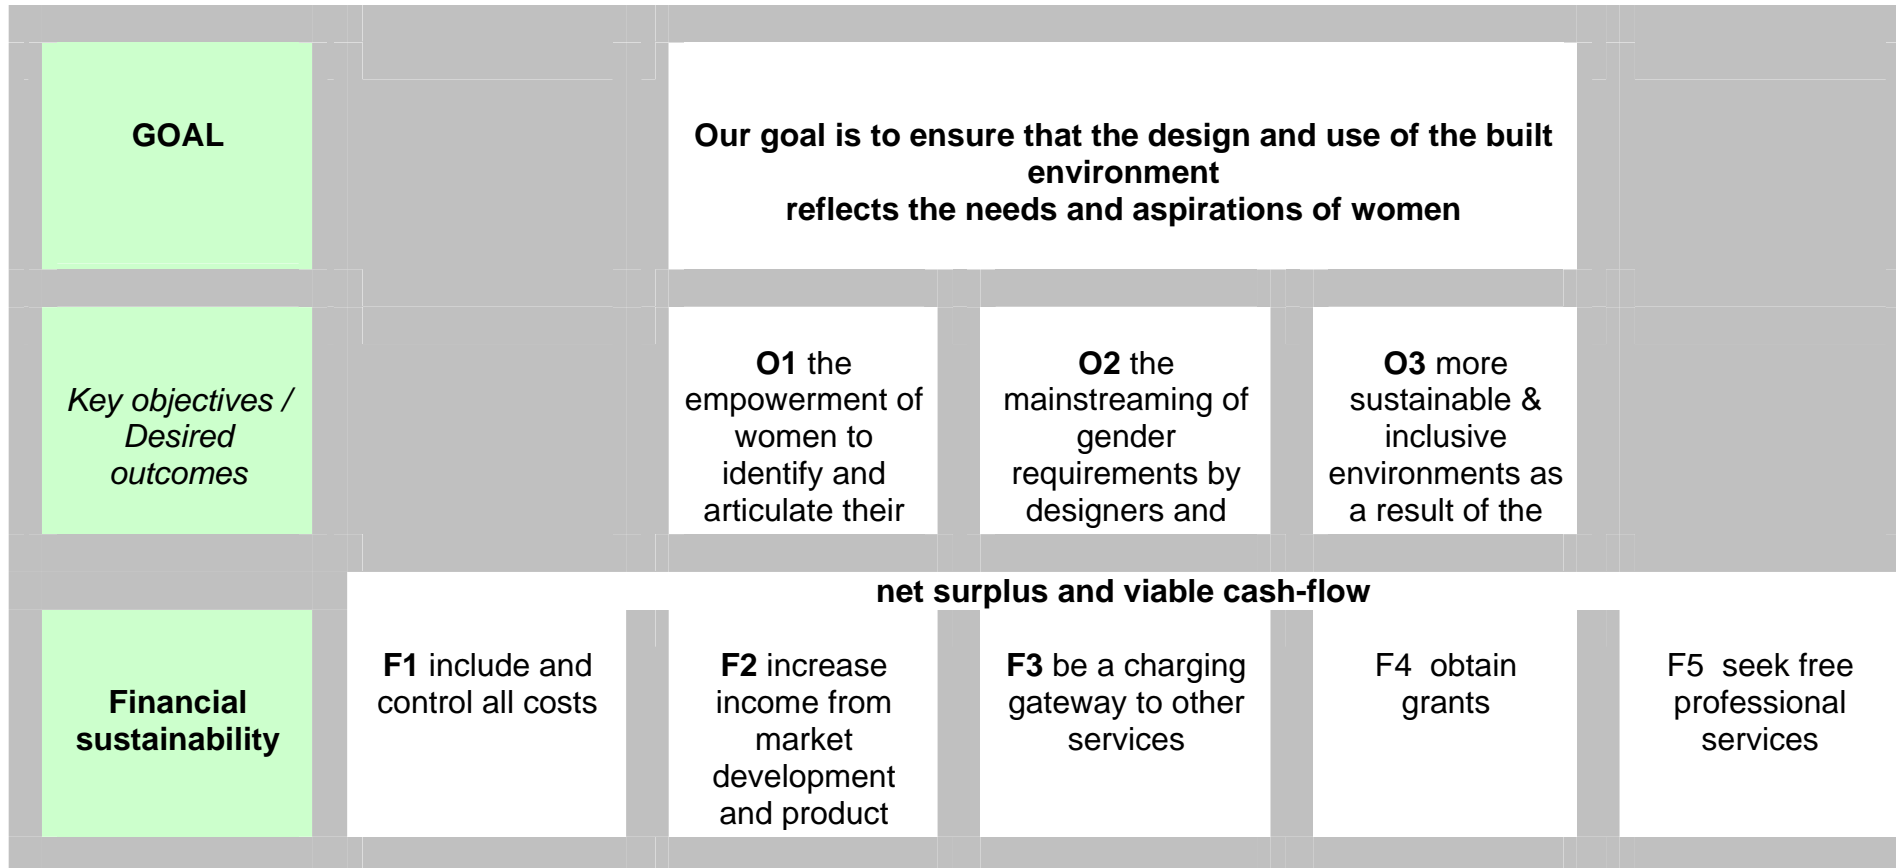 GOAL
Our goal is to ensure that the design and use of the built
environment
reflects the needs and aspirations of women
Key objectives /
Desired
outcomes
O1 the
empowerment of
women to
identify and
articulate their
O2 the
mainstreaming of
gender
requirements by
designers and
O3 more
sustainable &
inclusive
environments as
a result of the
net surplus and viable cash-flow
Financial
sustainability
F1 include and
control all costs
F2 increase
income from
market
development
and product
F3 be a charging
gateway to other
services
F4 obtain
grants
F5 seek free
professional
services